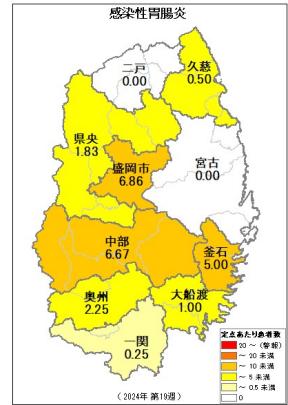 感染性胃腸炎
二戸
0.00
久慈
0.50
県央
1.83
盛岡市
6.86
宮古
0.00
中部
6.67
釜石
5.00
奥州
2.25
大船渡
1.00
一関
0.25
定点あたり患者数
20 ~ (警報)
~ 20 未満
~ 10 未満
~ 5 未満
~ 0.5 未満
0
(2024年 第19週)